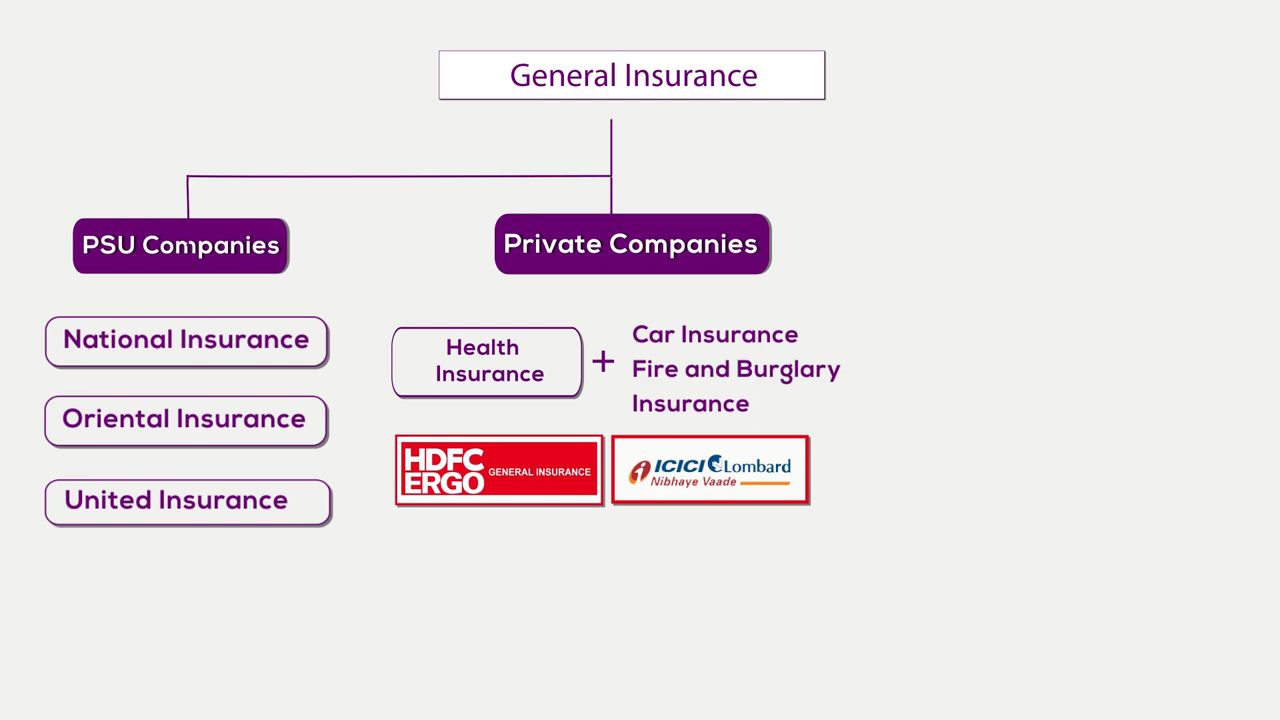 General Insurance
PSU Companies
Private Companies
National Insurance
Oriental Insurance
United Insurance
Health
Insurance
+
Car Insurance
Fire and Burglary
Insurance
HDFC
ERGO
GENERAL INSURANCE
ICICI Lombard
Nibhaye Vaade